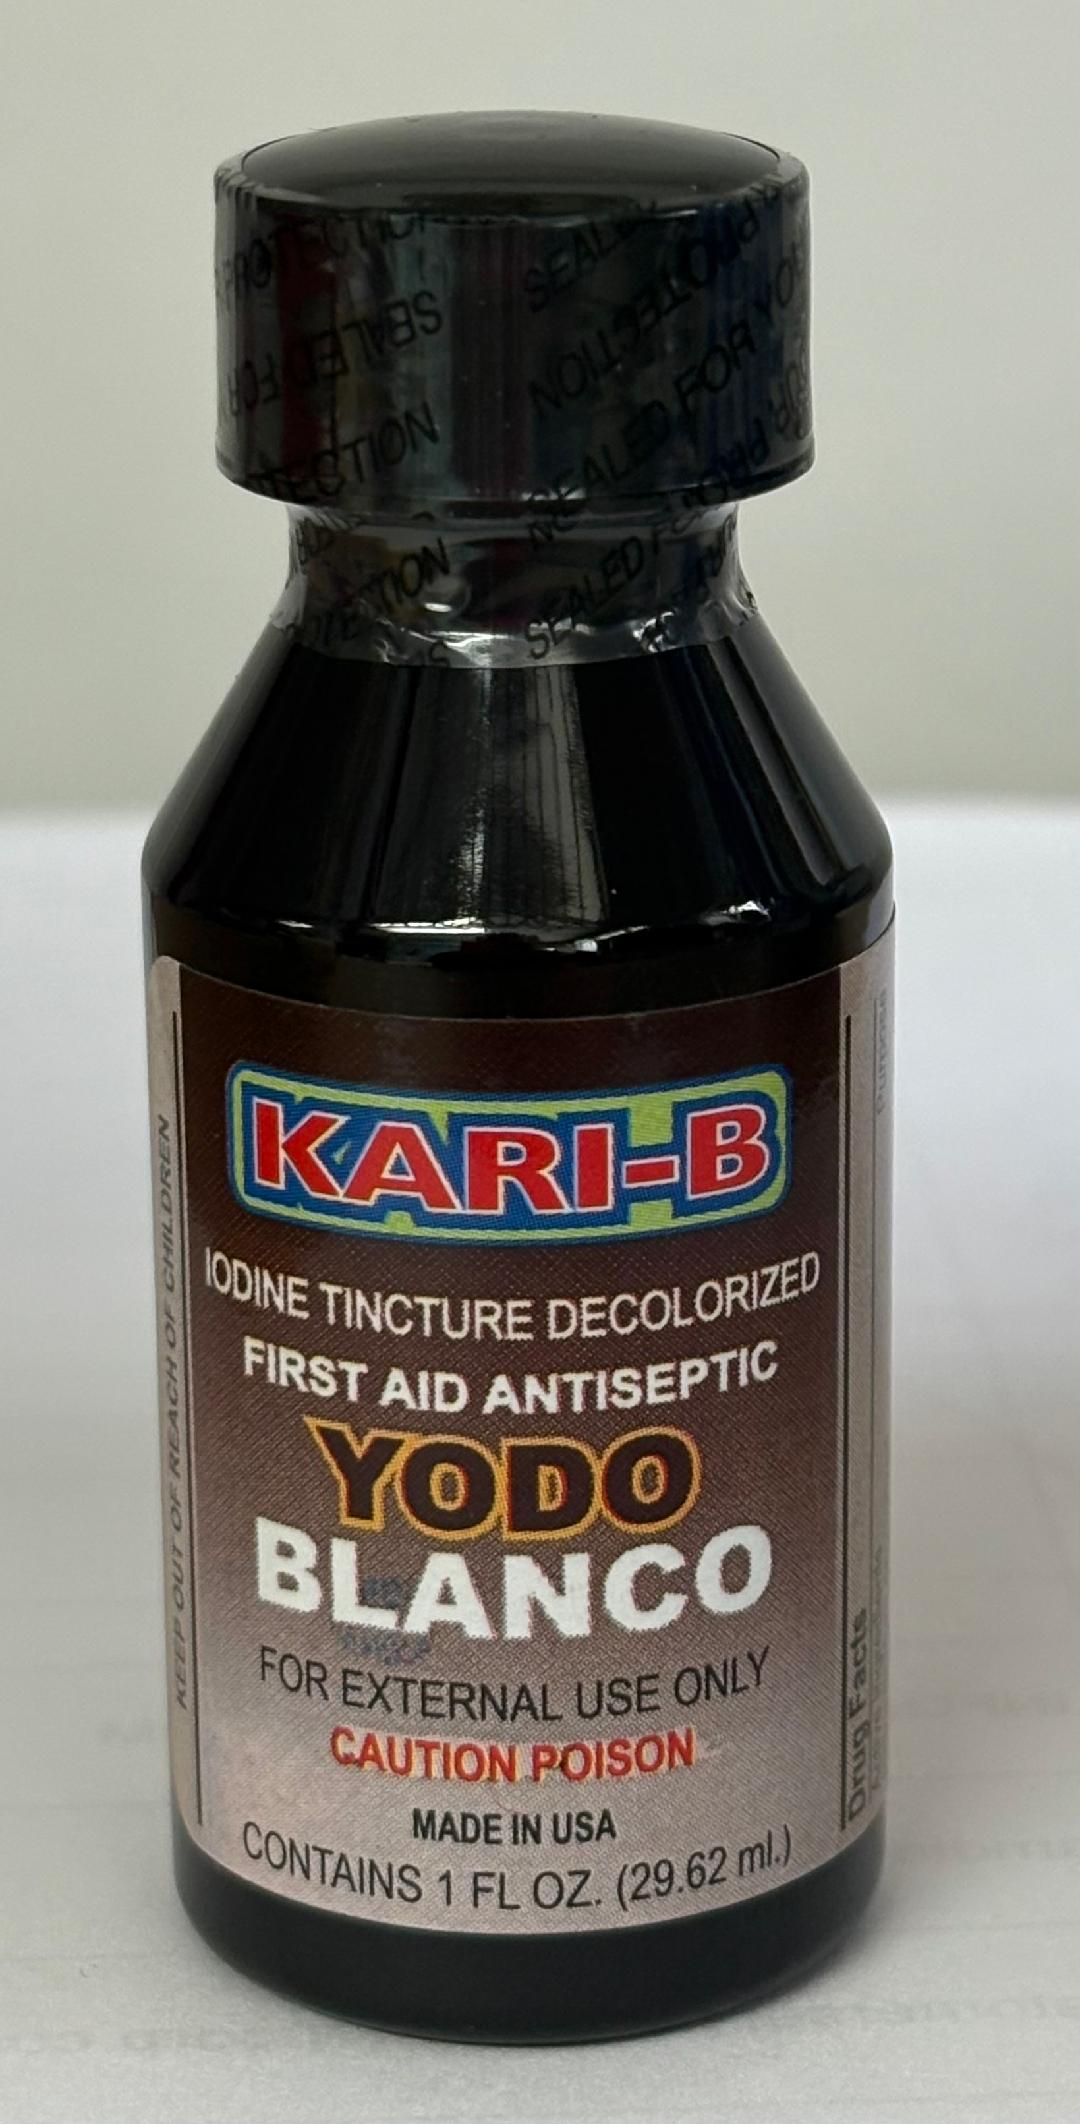 SEALED FOR YOUR PROTECTION
KARI-B
IODINE TINCTURE DECOLORIZED
FIRST AID ANTISEPTIC
YODO
BLANCO
FOR EXTERNAL USE ONLY
CAUTION POISON
MADE IN USA
CONTAINS 1 FL OZ. (29.62 ml.)
KEEP OUT OF REACH OF CHILDREN
Drug Facts
Purpose